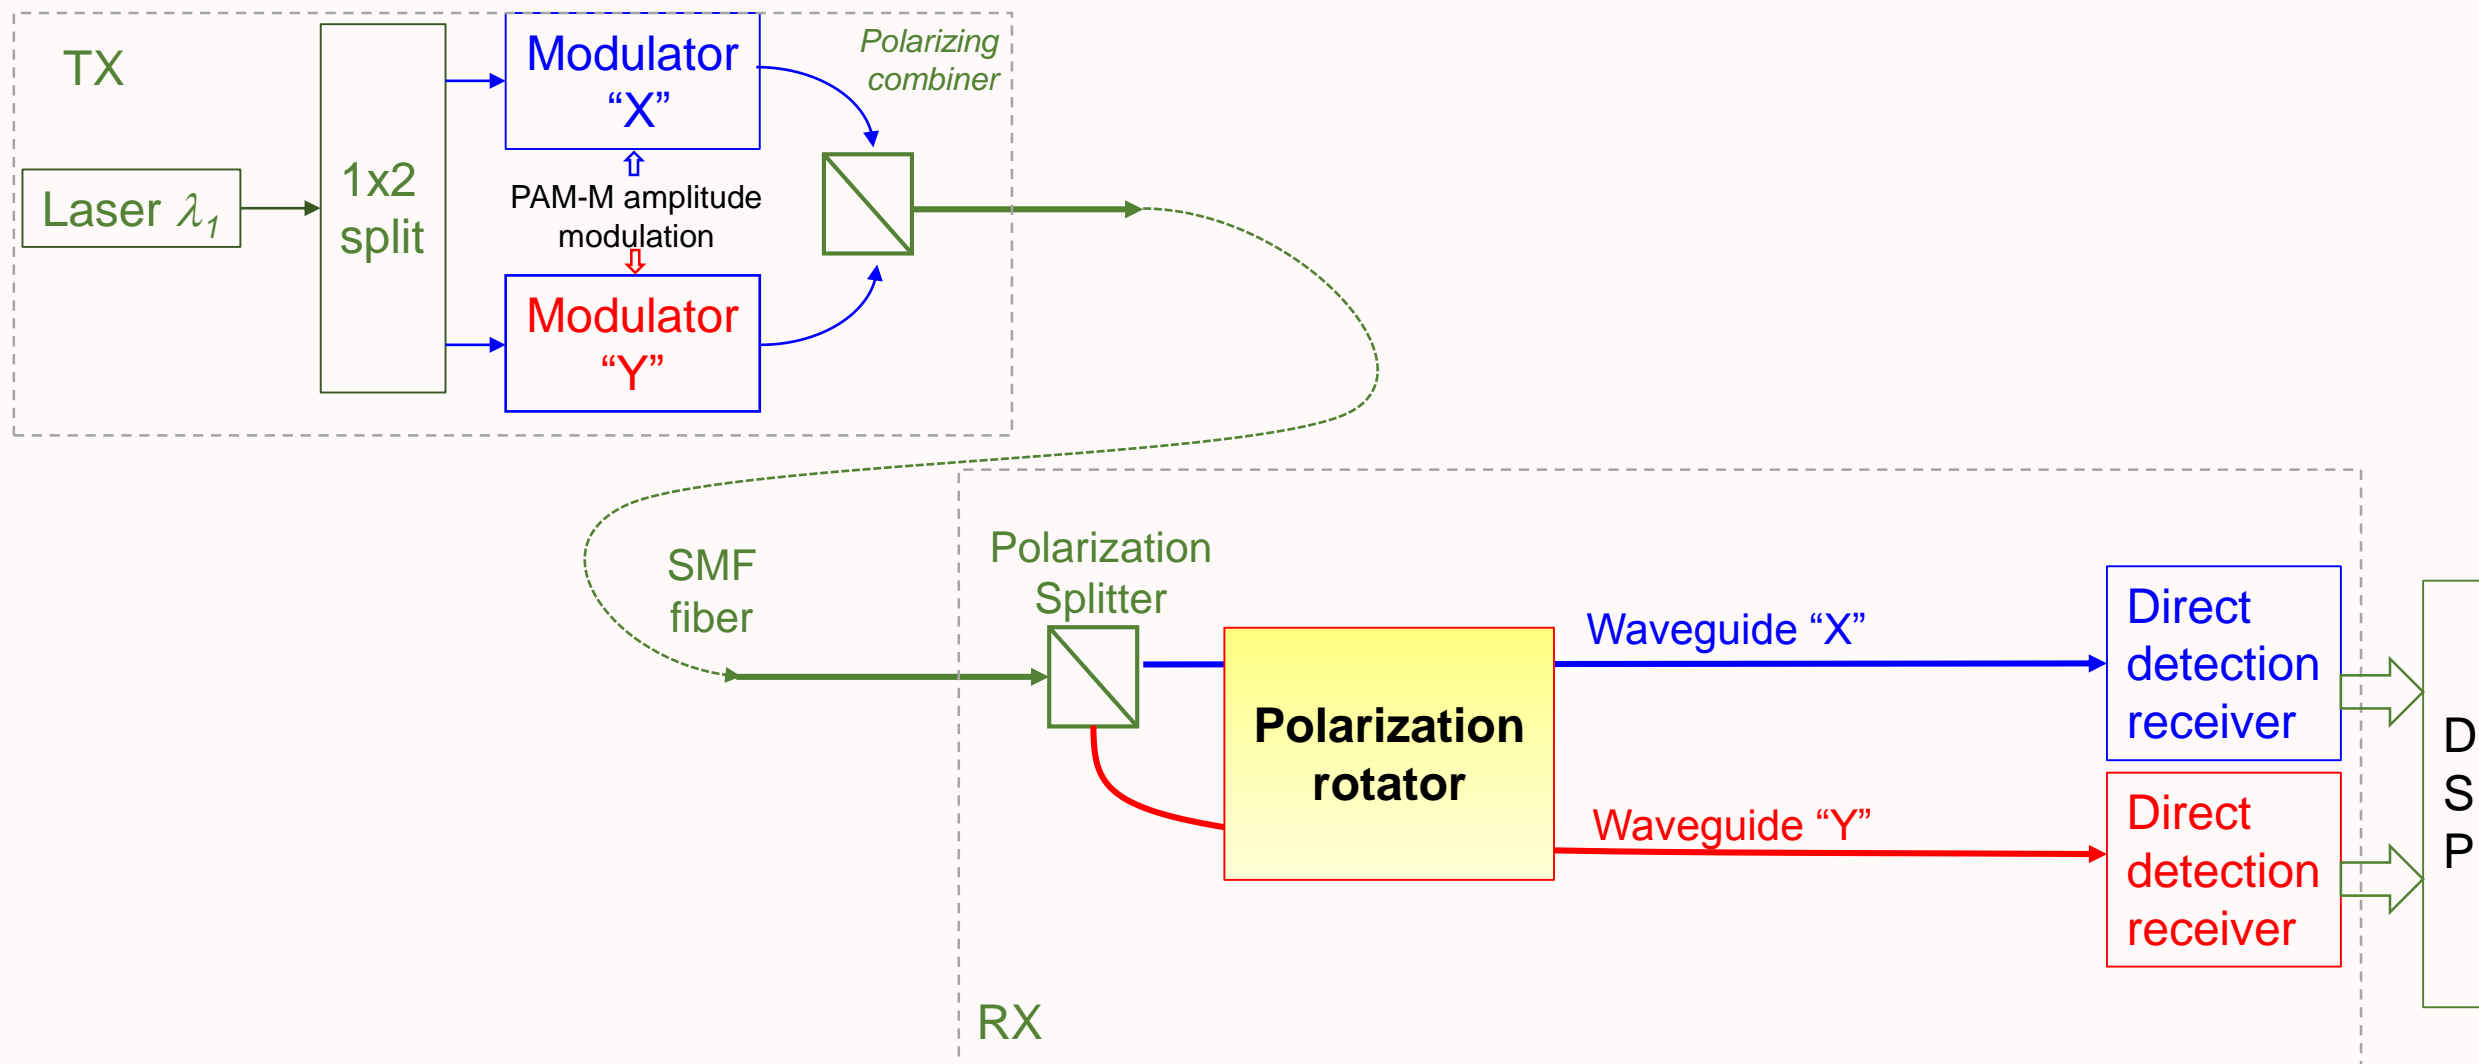 TX
Laser λ1
1x2
split
Modulator
“X”
PAM-M amplitude
modulation
Modulator
“Y”
Polarizing
combiner
SMF
fiber
Polarization
Splitter
Polarization
rotator
Waveguide “X”
Waveguide “Y”
Direct
detection
receiver
Direct
detection
receiver
D
S
P
RX